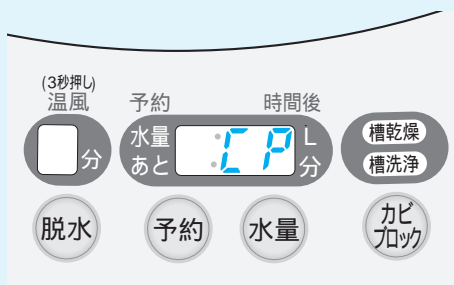 (3秒押し)
温風
予約
時間後
分
水量
あと
CP
L
分
槽乾燥
槽洗浄
脱水
予約
水量
カビ
ブロック